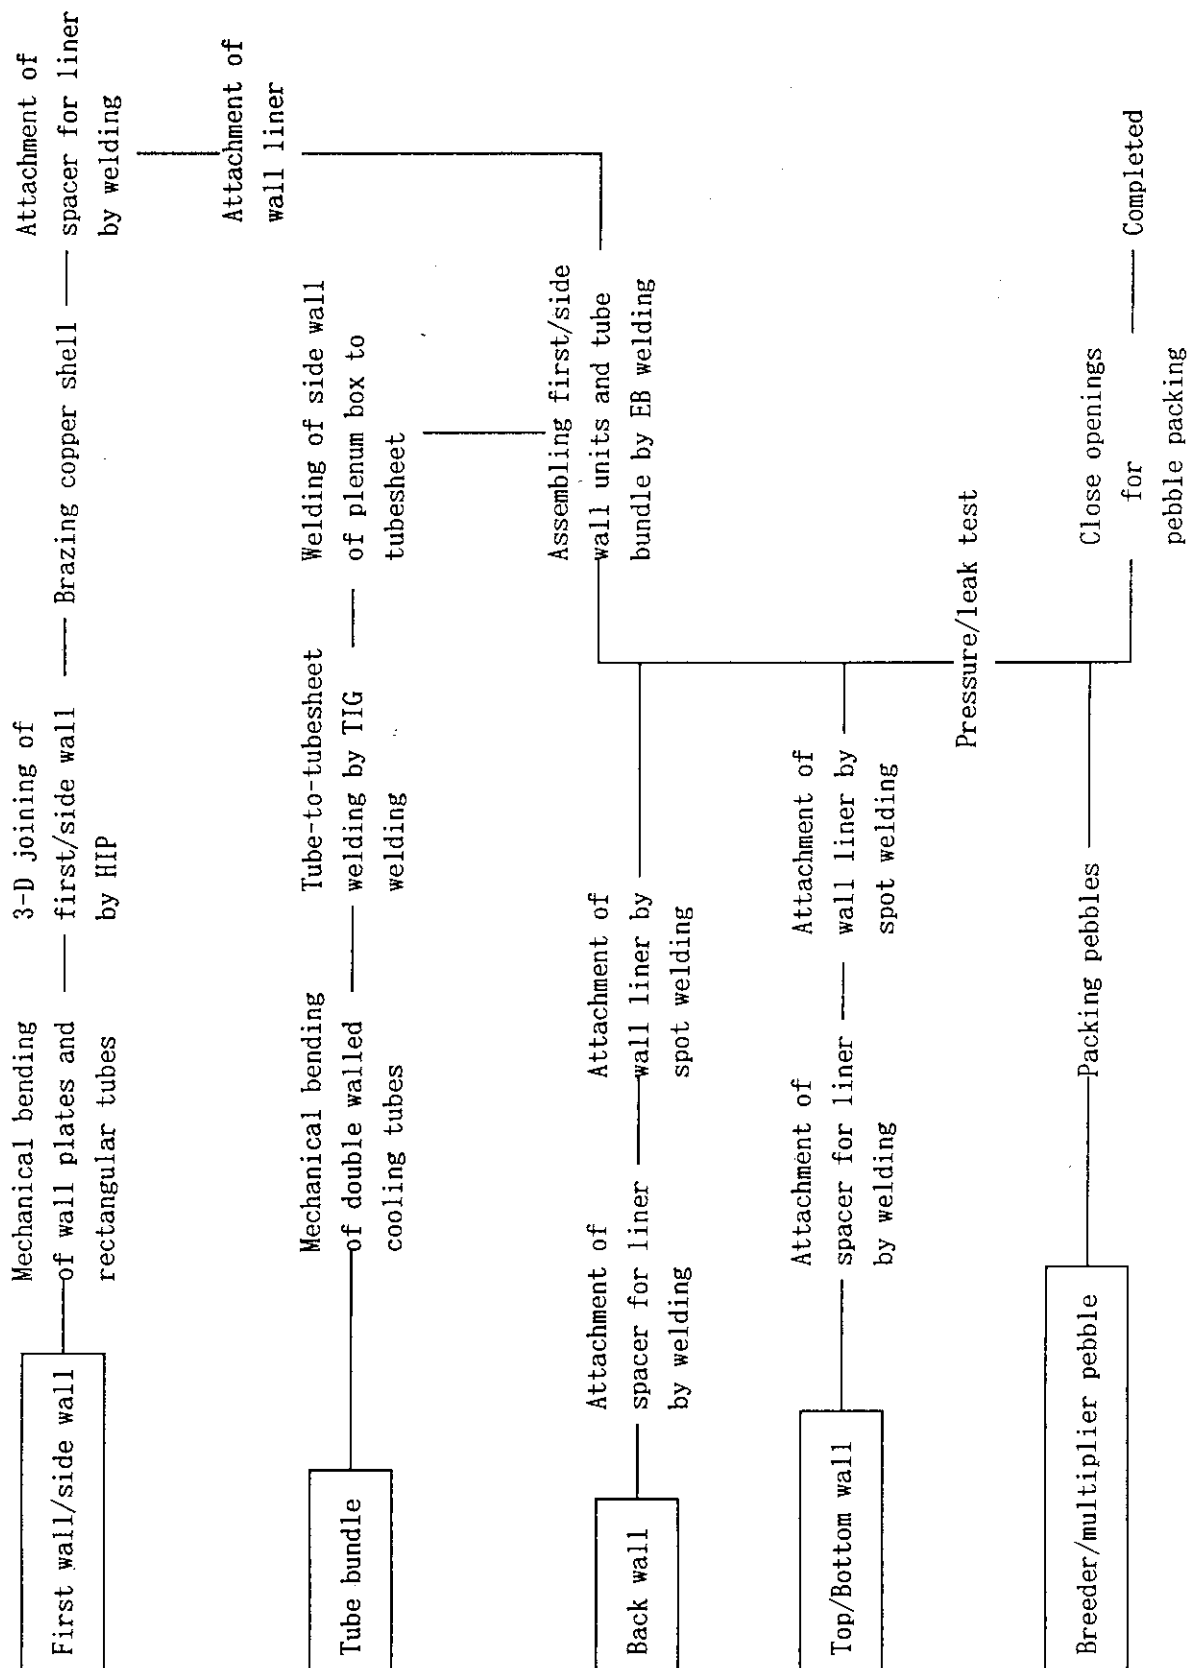 First wall/side wall
Mechanical bending
of wall plates and
rectangular tubes
3-D joining of
first/side wall
by HIP
Brazing copper shell
Attachment of
spacer for liner
by welding
Attachment of
wall liner
Tube bundle
Mechanical bending
of double walled
cooling tubes
Tube-to-tubesheet
welding by TIG
welding
Welding of side wall
of plenum box to
tubesheet
Assembling first/side
wall units and tube
bundle by EB welding
Back wall
Attachment of
spacer for liner
by welding
Attachment of
wall liner by
spot welding
Top/Bottom wall
Attachment of
spacer for liner
by welding
Attachment of
wall liner by
spot welding
Pressure/leak test
Breeder/multiplier pebble
Packing pebbles
Close openings
for
pebble packing
Completed